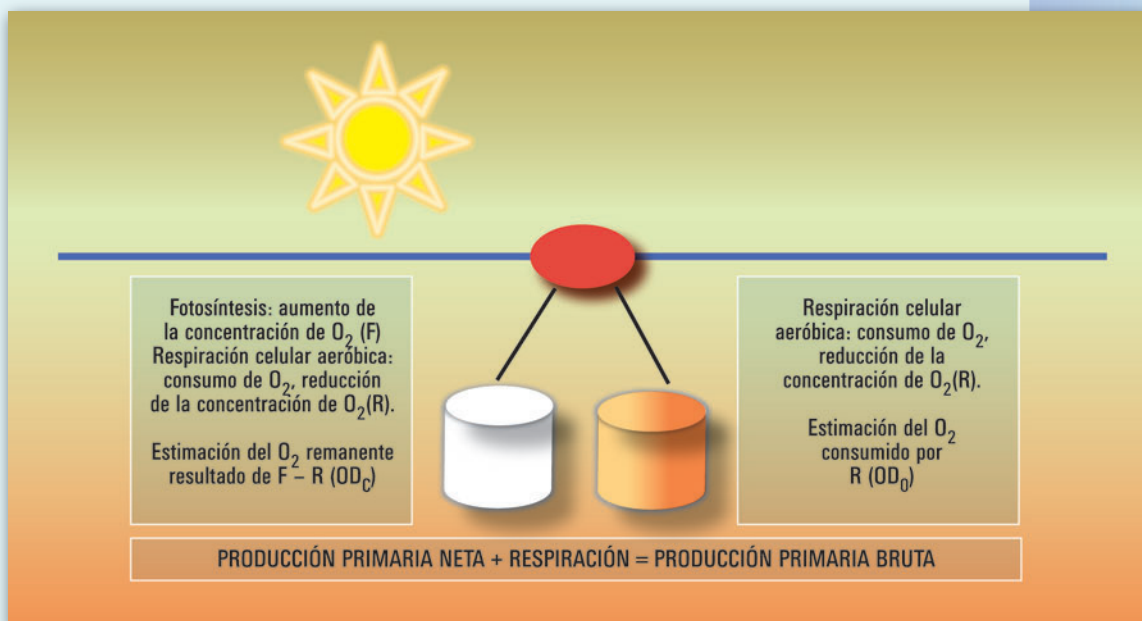 Fotosíntesis: aumento de
la concentración de O₂ (F)
Respiración celular aeróbica:
consumo de O₂, reducción
de la concentración de O₂(R).
Estimación del O₂ remanente
resultado de F – R (OD_C)
Respiración celular
aeróbica: consumo de O₂,
reducción de la
concentración de O₂(R).
Estimación del O₂
consumido por
R (OD₀)
PRODUCCIÓN PRIMARIA NETA + RESPIRACIÓN = PRODUCCIÓN PRIMARIA BRUTA